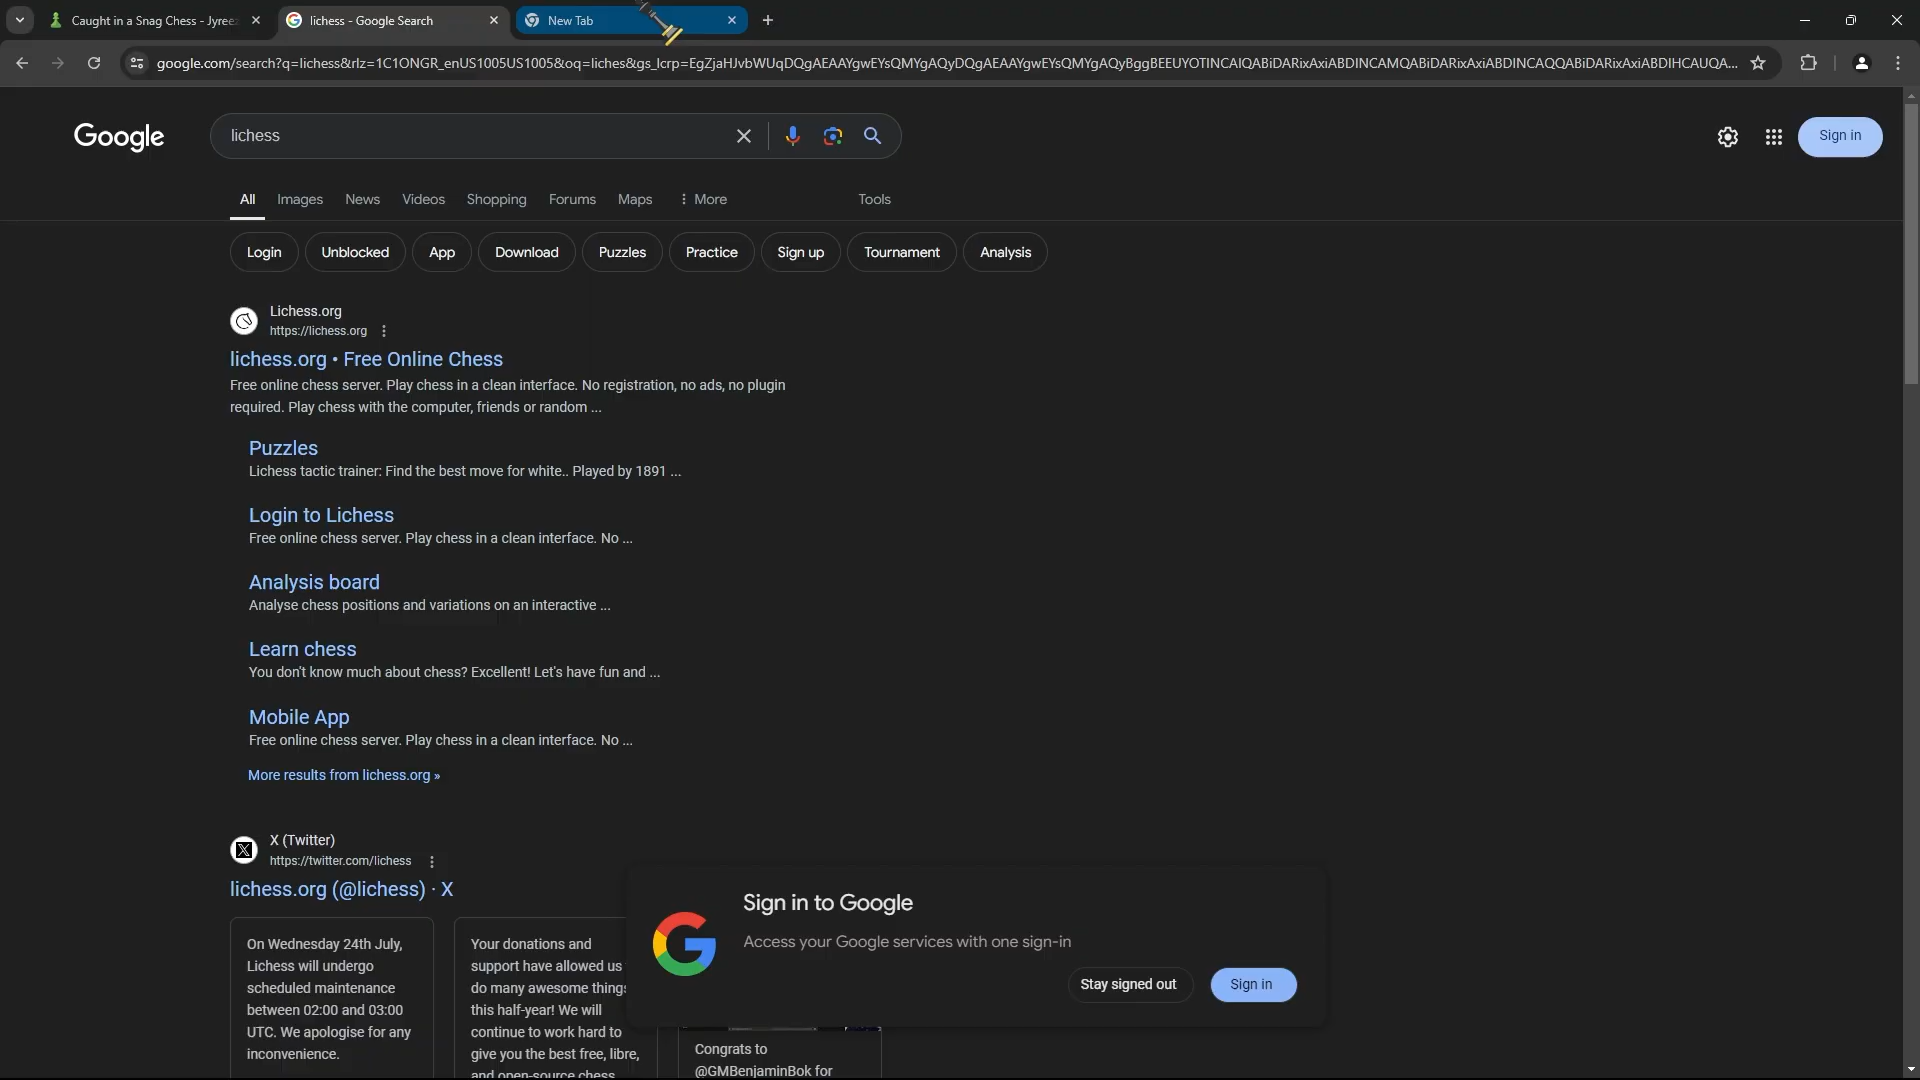 Caught in a Snag Chess - Jyree
lichess - Google Search
New Tab
google.com/search?q=lichess&rlz=1C1ONGR_enUS1005US1005&oq=liches&gs_lcrp=EgZjaHJvbWUqDQgAEAAYgwEYsQMYgAQyDQgAEAAYgwEYsQMYgAQyBggBEEUYOTINCAIQABiDARixAxiABDINCAMQABiDARixAxiABDINCAQQABiDARixAxiABDIHCAUQA...
Google
lichess
Sign in
All
Images
News
Videos
Shopping
Forums
Maps
More
Tools
Login
Unblocked
App
Download
Puzzles
Practice
Sign up
Tournament
Analysis
Lichess.org
https://lichess.org
lichess.org • Free Online Chess
Free online chess server. Play chess in a clean interface. No registration, no ads, no plugin
required. Play chess with the computer, friends or random ...
Puzzles
Lichess tactic trainer: Find the best move for white.. Played by 1891 ...
Login to Lichess
Free online chess server. Play chess in a clean interface. No ...
Analysis board
Analyse chess positions and variations on an interactive ...
Learn chess
You don't know much about chess? Excellent! Let's have fun and ...
Mobile App
Free online chess server. Play chess in a clean interface. No ...
More results from lichess.org »
X (Twitter)
https://twitter.com/lichess
lichess.org (@lichess) · X
On Wednesday 24th July,
Lichess will undergo
scheduled maintenance
between 02:00 and 03:00
UTC. We apologise for any
inconvenience.
Your donations and
support have allowed us
do many awesome things
this half-year! We will
continue to work hard to
give you the best free, libre,
and open-source chess
Congrats to
@GMBenjaminBok for
Sign in to Google
Access your Google services with one sign-in
Stay signed out
Sign in